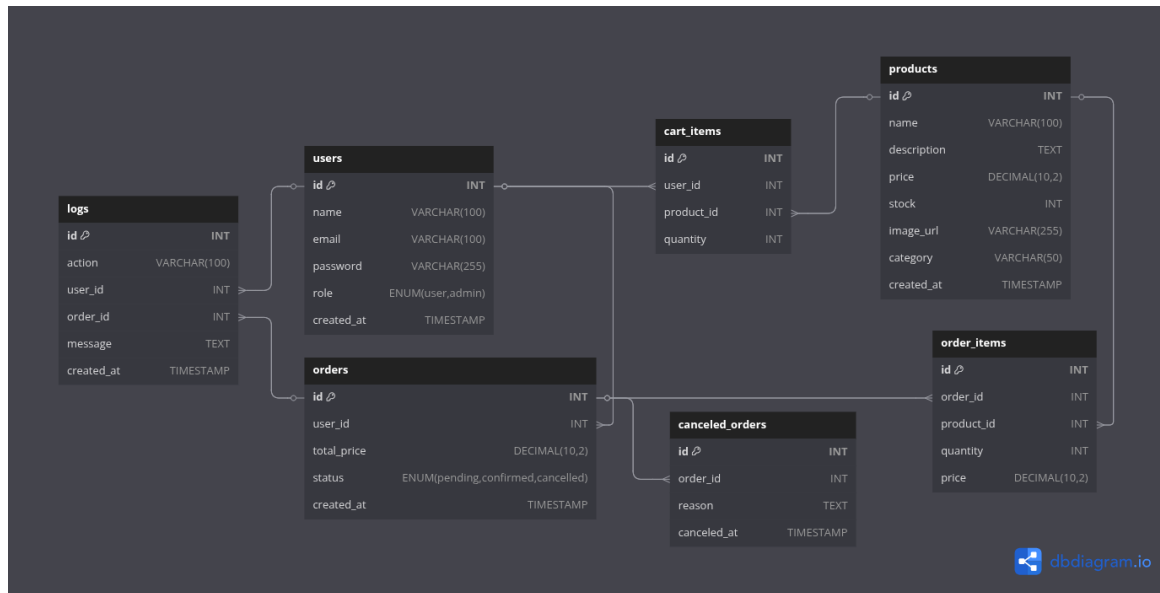 logs
id INT
action VARCHAR(100)
user_id INT
order_id INT
message TEXT
created_at TIMESTAMP
users
id INT
name VARCHAR(100)
email VARCHAR(100)
password VARCHAR(255)
role ENUM(user,admin)
created_at TIMESTAMP
orders
id INT
user_id INT
total_price DECIMAL(10,2)
status ENUM(pending,confirmed,cancelled)
created_at TIMESTAMP
cart_items
id INT
user_id INT
product_id INT
quantity INT
canceled_orders
id INT
order_id INT
reason TEXT
canceled_at TIMESTAMP
products
id INT
name VARCHAR(100)
description TEXT
price DECIMAL(10,2)
stock INT
image_url VARCHAR(255)
category VARCHAR(50)
created_at TIMESTAMP
order_items
id INT
order_id INT
product_id INT
quantity INT
price DECIMAL(10,2)
dbdiagram.io